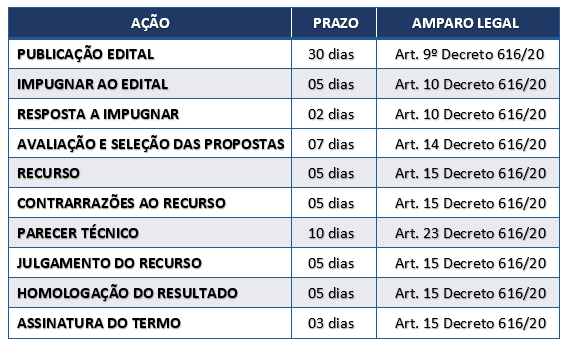 AÇÃO PRAZO AMPARO LEGAL
PUBLICAÇÃO EDITAL 30 dias Art. 9º Decreto 616/20
IMPUGNAR AO EDITAL 05 dias Art. 10 Decreto 616/20
RESPOSTA A IMPUGNAR 02 dias Art. 10 Decreto 616/20
AVALIAÇÃO E SELEÇÃO DAS PROPOSTAS 07 dias Art. 14 Decreto 616/20
RECURSO 05 dias Art. 15 Decreto 616/20
CONTRARRAZÕES AO RECURSO 05 dias Art. 15 Decreto 616/20
PARECER TÉCNICO 10 dias Art. 23 Decreto 616/20
JULGAMENTO DO RECURSO 05 dias Art. 15 Decreto 616/20
HOMOLOGAÇÃO DO RESULTADO 05 dias Art. 15 Decreto 616/20
ASSINATURA DO TERMO 03 dias Art. 15 Decreto 616/20